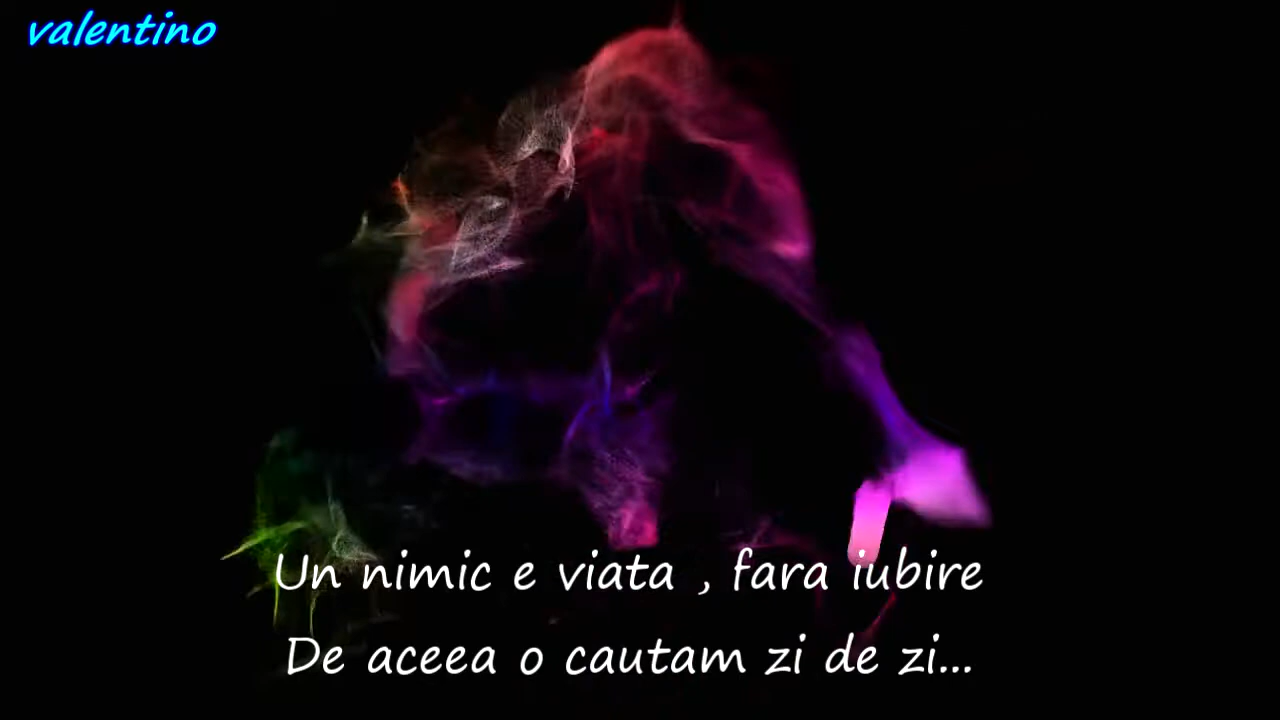 valentino
Un nimic e viata , fara iubire
De aceea o cautam zi de zi...